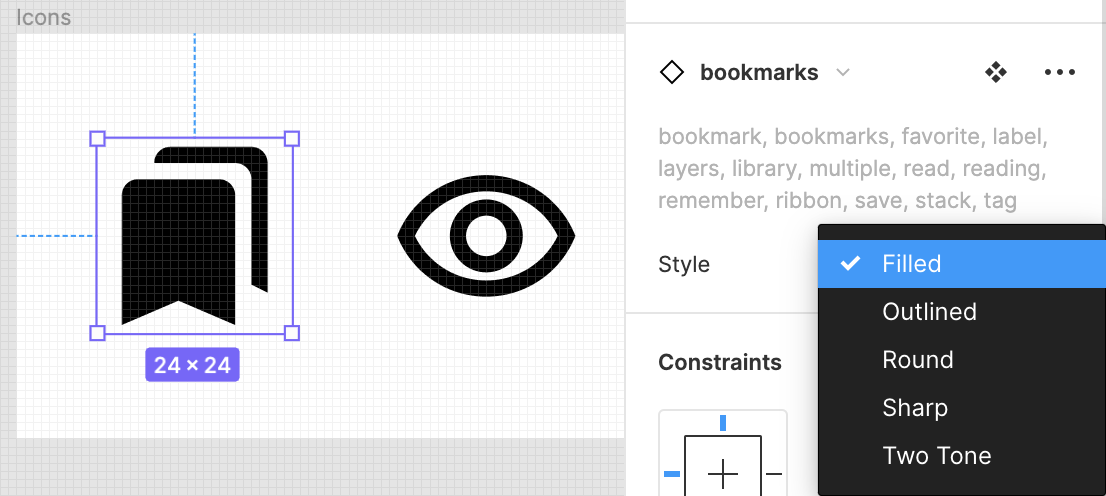 Icons
24 × 24
bookmarks
bookmark, bookmarks, favorite, label,
layers, library, multiple, read, reading,
remember, ribbon, save, stack, tag
Style
Filled
Outlined
Round
Sharp
Two Tone
Constraints